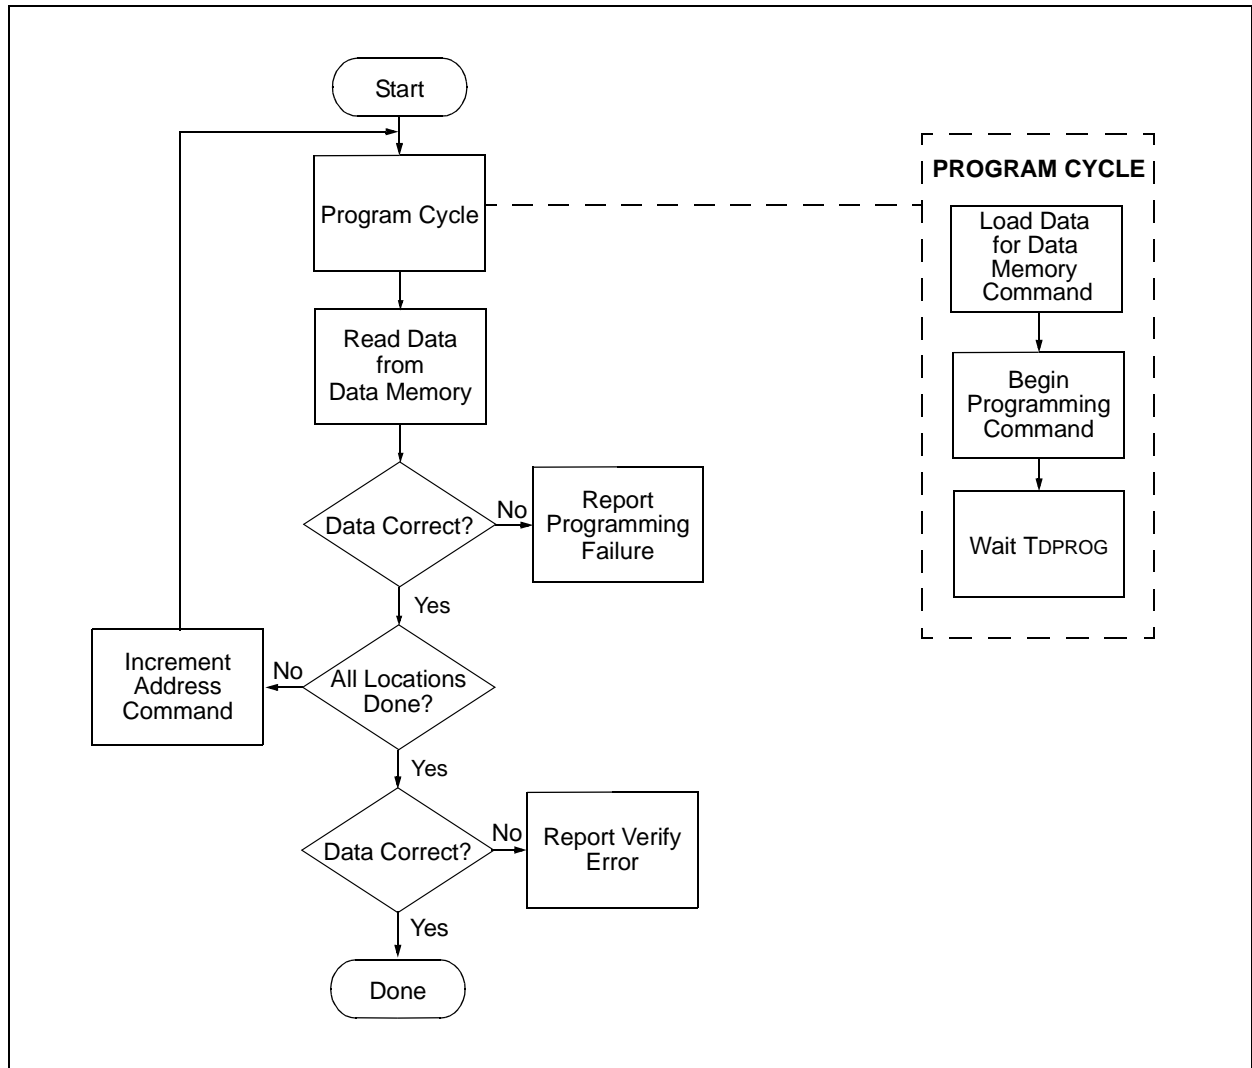 Start
Program Cycle
Read Data
from
Data Memory
Data Correct?
No
Report
Programming
Failure
Yes
All Locations
Done?
No
Increment
Address
Command
Yes
Data Correct?
No
Report Verify
Error
Yes
Done
PROGRAM CYCLE
Load Data
for Data
Memory
Command
Begin
Programming
Command
Wait TDPROG